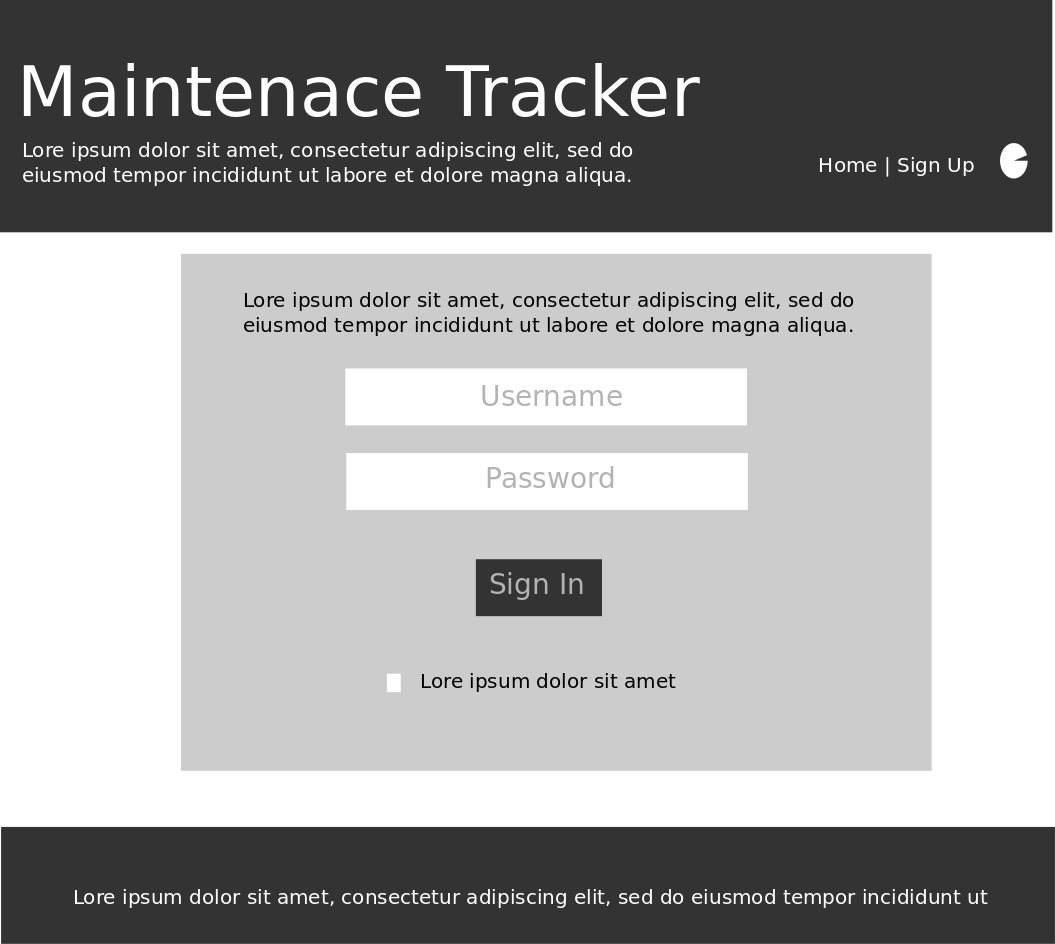 Maintenace Tracker
Lore ipsum dolor sit amet, consectetur adipiscing elit, sed do
eiusmod tempor incididunt ut labore et dolore magna aliqua.
Home | Sign Up
Lore ipsum dolor sit amet, consectetur adipiscing elit, sed do
eiusmod tempor incididunt ut labore et dolore magna aliqua.
Username
Password
Sign In
Lore ipsum dolor sit amet
Lore ipsum dolor sit amet, consectetur adipiscing elit, sed do eiusmod tempor incididunt ut